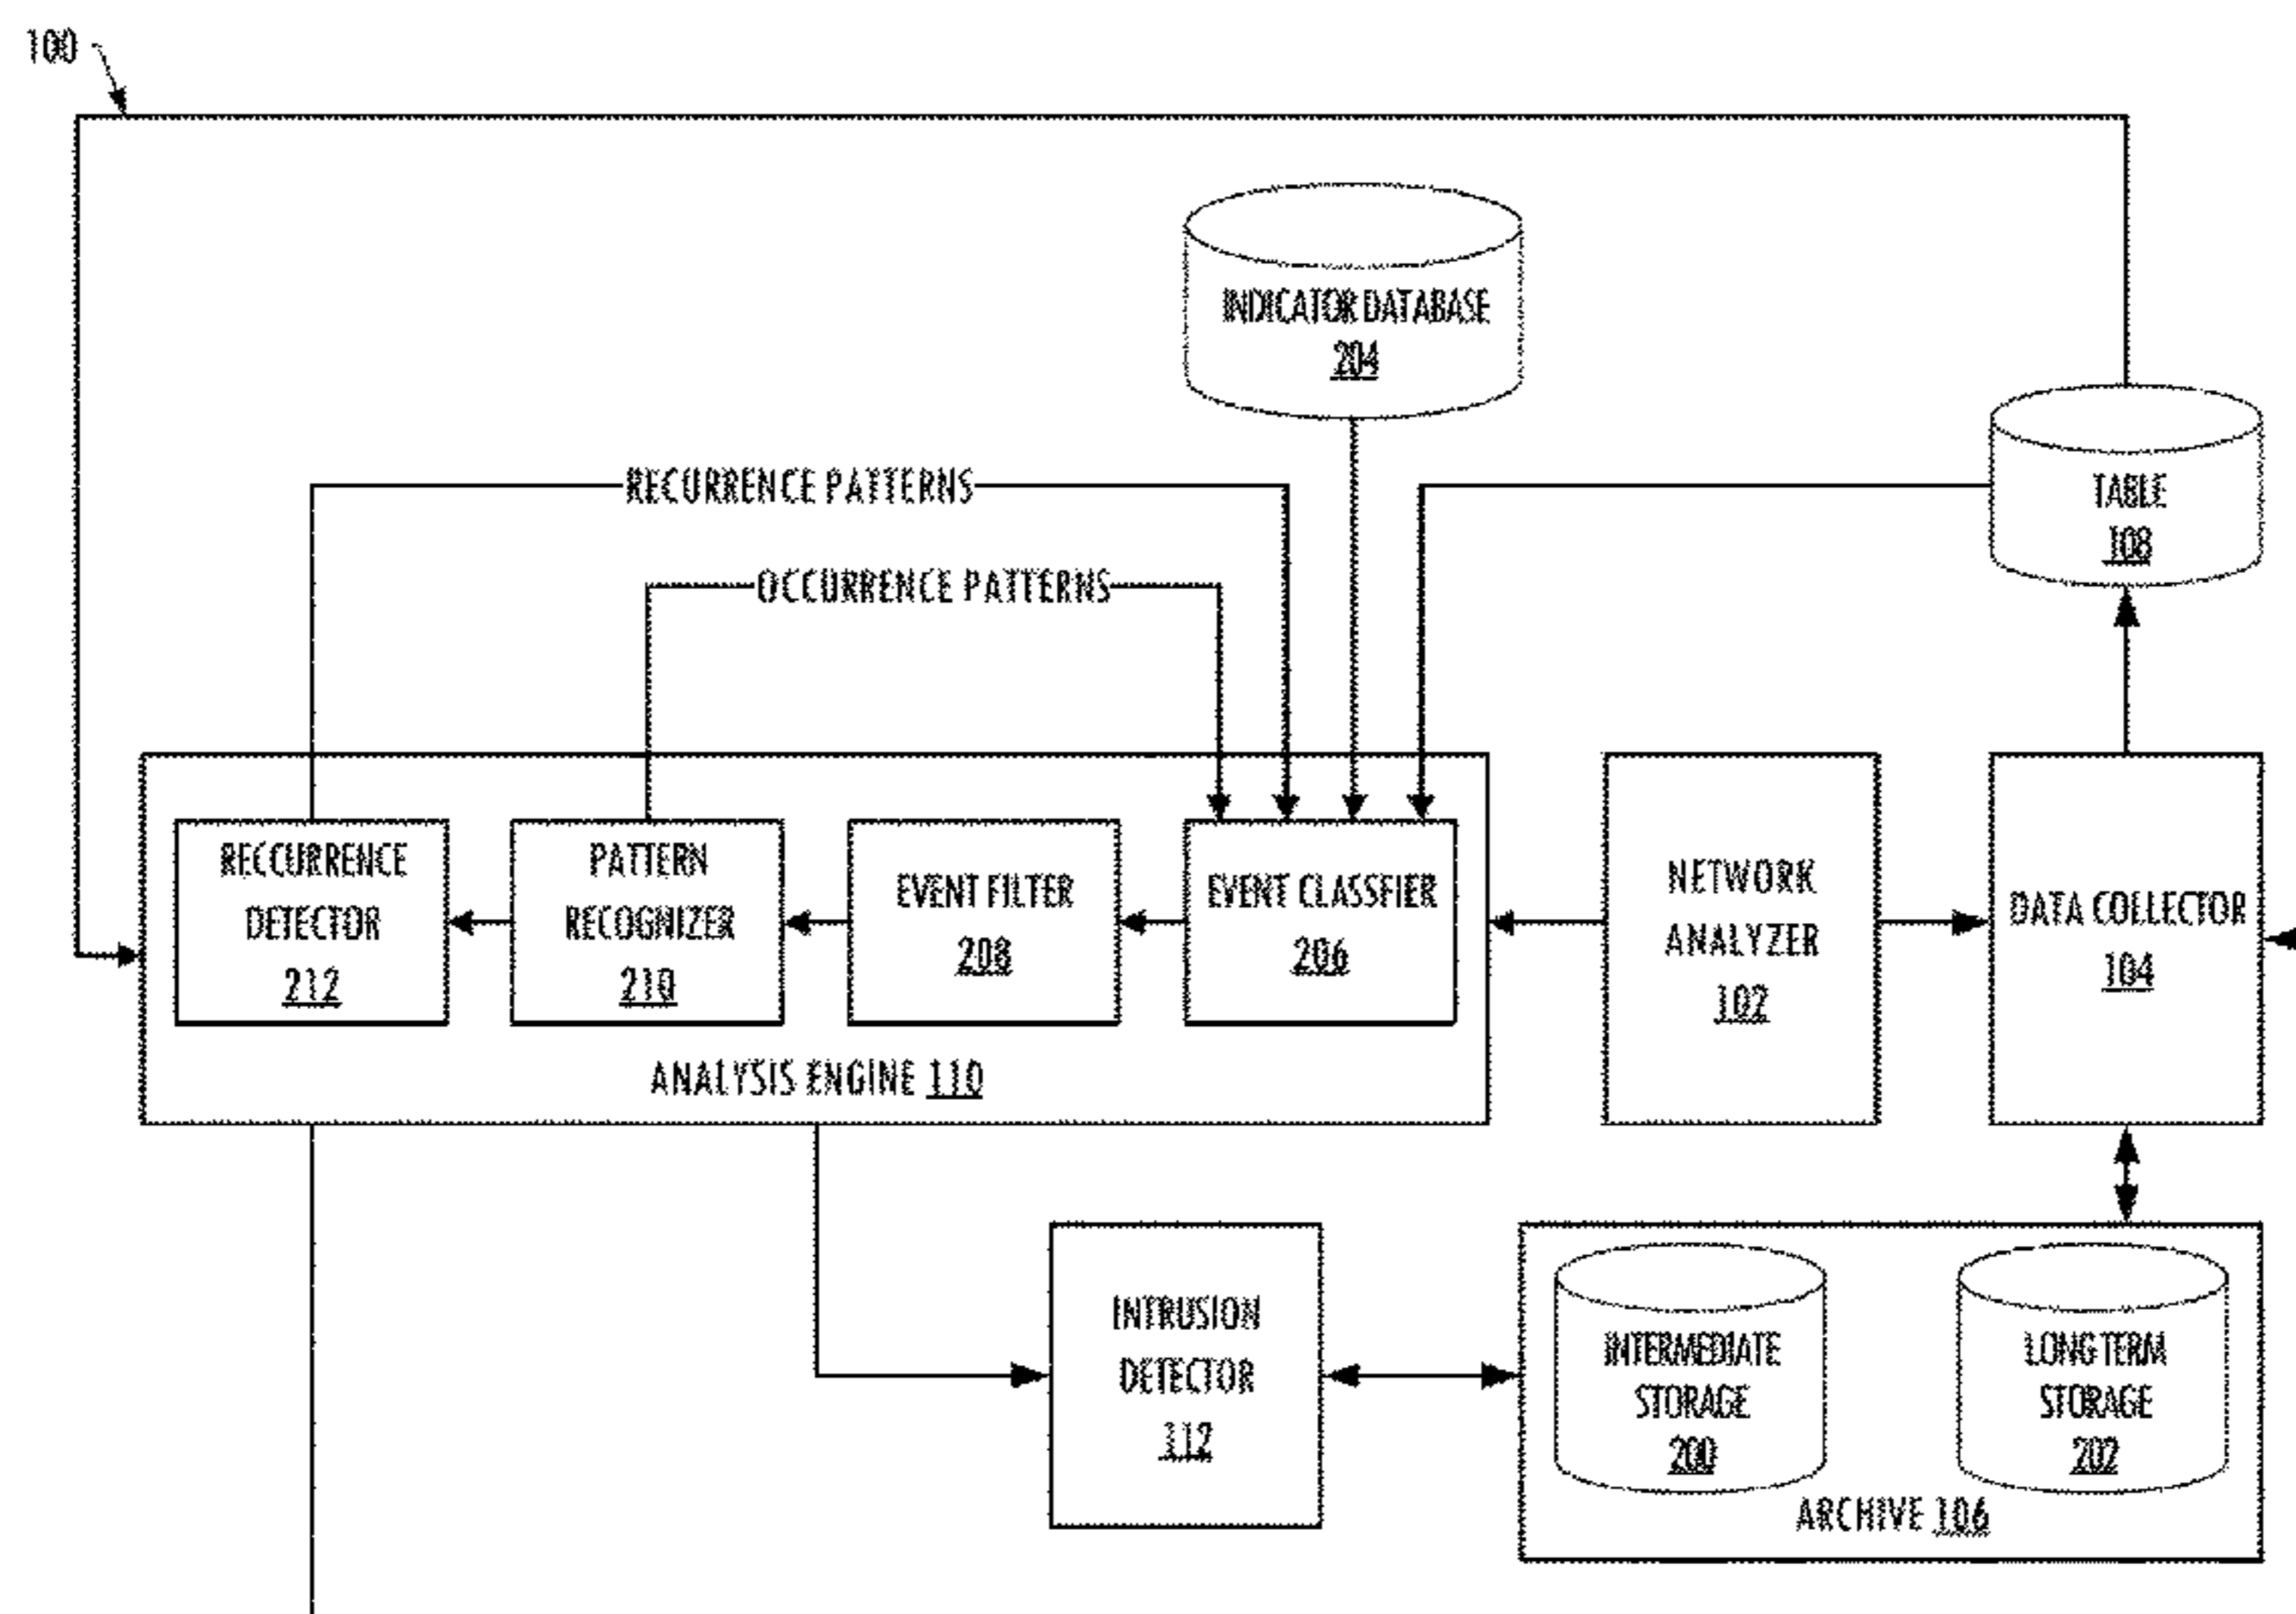 100
INDICATOR DATABASE
204
RECURRENCE PATTERNS
TABLE
108
OCCURRENCE PATTERNS
RECCURRENCE
DETECTOR
212
PATTERN
RECOGNIZER
210
EVENT FILTER
208
EVENT CLASSFIER
206
NETWORK
ANALYZER
102
DATA COLLECTOR
104
ANALYSIS ENGINE 110
INTRUSION
DETECTOR
112
INTERMEDIATE
STORAGE
200
LONG TERM
STORAGE
202
ARCHIVE 106